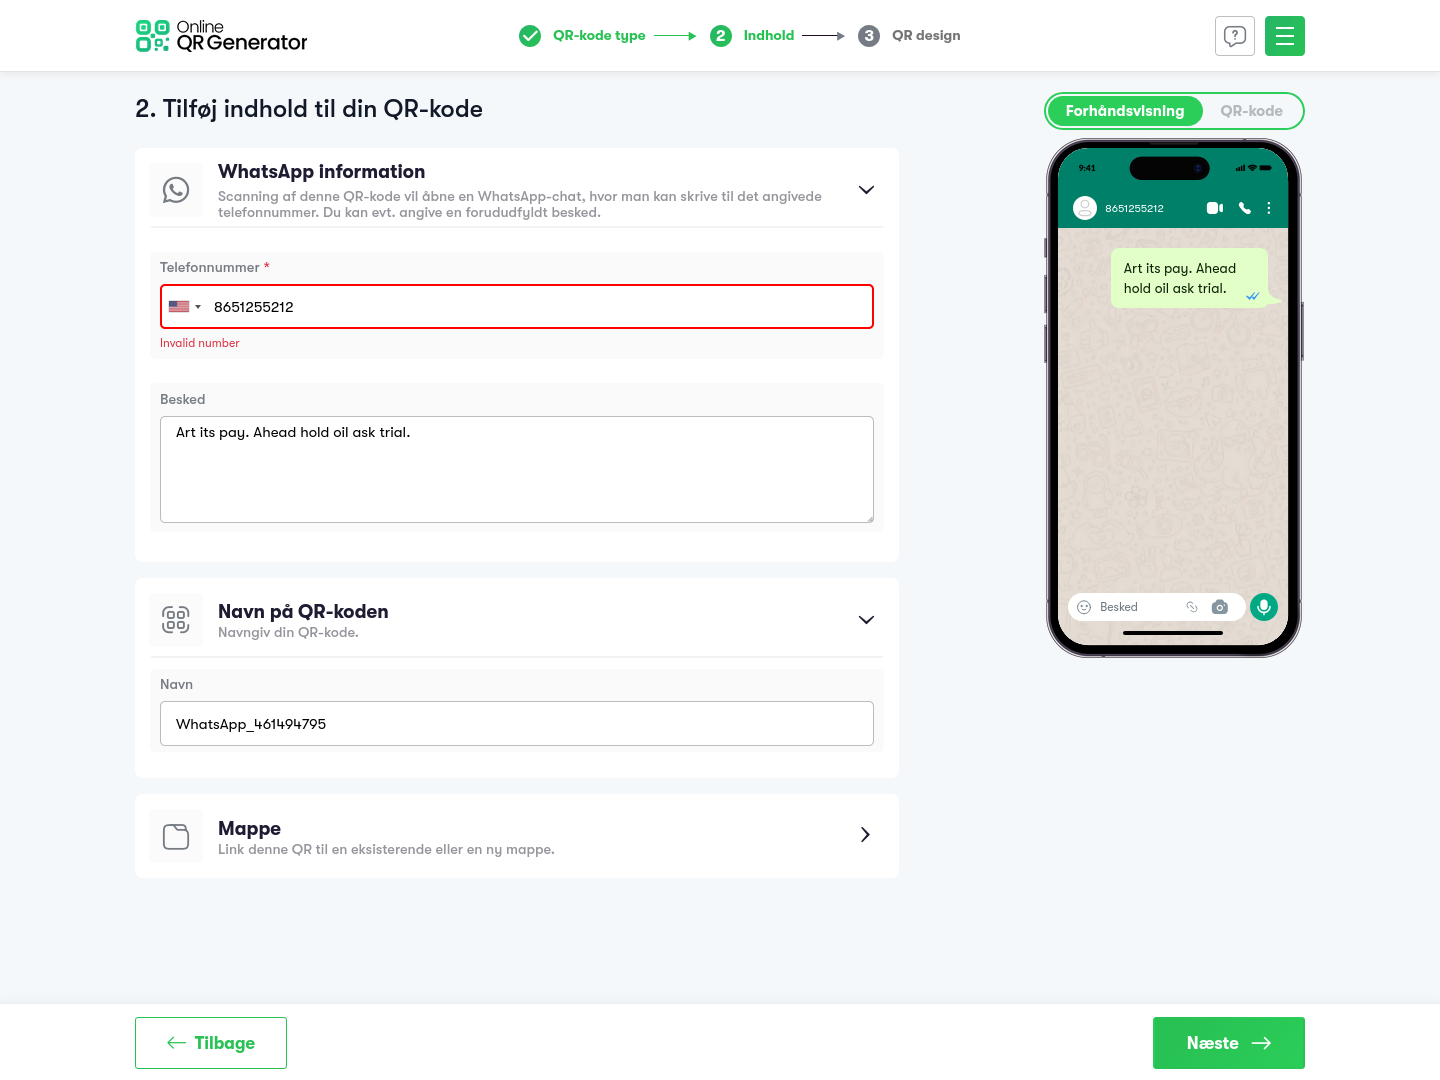 Online
QR Generator
QR-kode type
2
Indhold
3
QR design
2. Tilføj indhold til din QR-kode
Forhåndsvisning
QR-kode
WhatsApp information
Scanning af denne QR-kode vil åbne en WhatsApp-chat, hvor man kan skrive til det angivede
telefonnummer. Du kan evt. angive en forududfyldt besked.
Telefonnummer *
8651255212
Invalid number
Besked
Art its pay. Ahead hold oil ask trial.
Navn på QR-koden
Navngiv din QR-kode.
Navn
WhatsApp_461494795
Mappe
Link denne QR til en eksisterende eller en ny mappe.
9:41
8651255212
Art its pay. Ahead
hold oil ask trial.
Besked
Tilbage
Næste